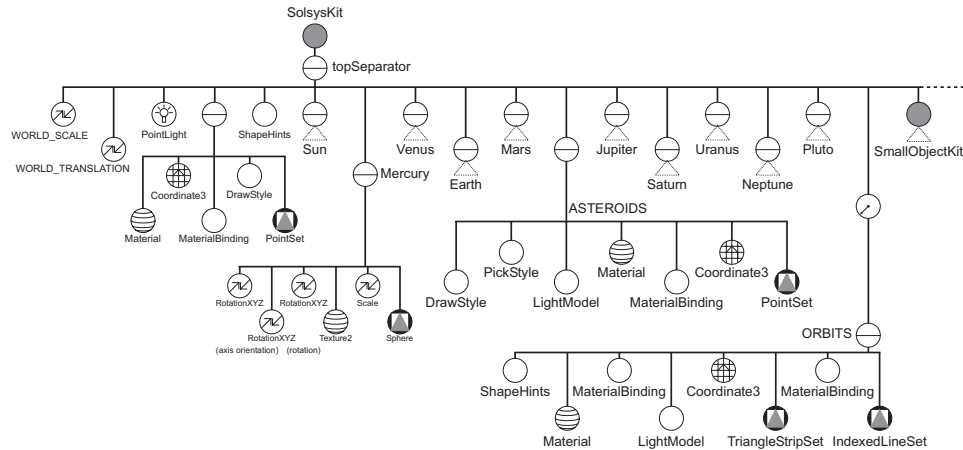 SolsysKit
topSeparator
WORLD_SCALE
WORLD_TRANSLATION
PointLight
ShapeHints
Sun
Mercury
Venus
Earth
Mars
Jupiter
Saturn
Uranus
Neptune
Pluto
SmallObjectKit
Material
Coordinate3
MaterialBinding
DrawStyle
PointSet
RotationXYZ
RotationXYZ
(axis orientation)
RotationXYZ
(rotation)
Texture2
Scale
Sphere
ASTEROIDS
DrawStyle
PickStyle
LightModel
Material
MaterialBinding
Coordinate3
PointSet
ORBITS
ShapeHints
Material
MaterialBinding
LightModel
Coordinate3
TriangleStripSet
MaterialBinding
IndexedLineSet